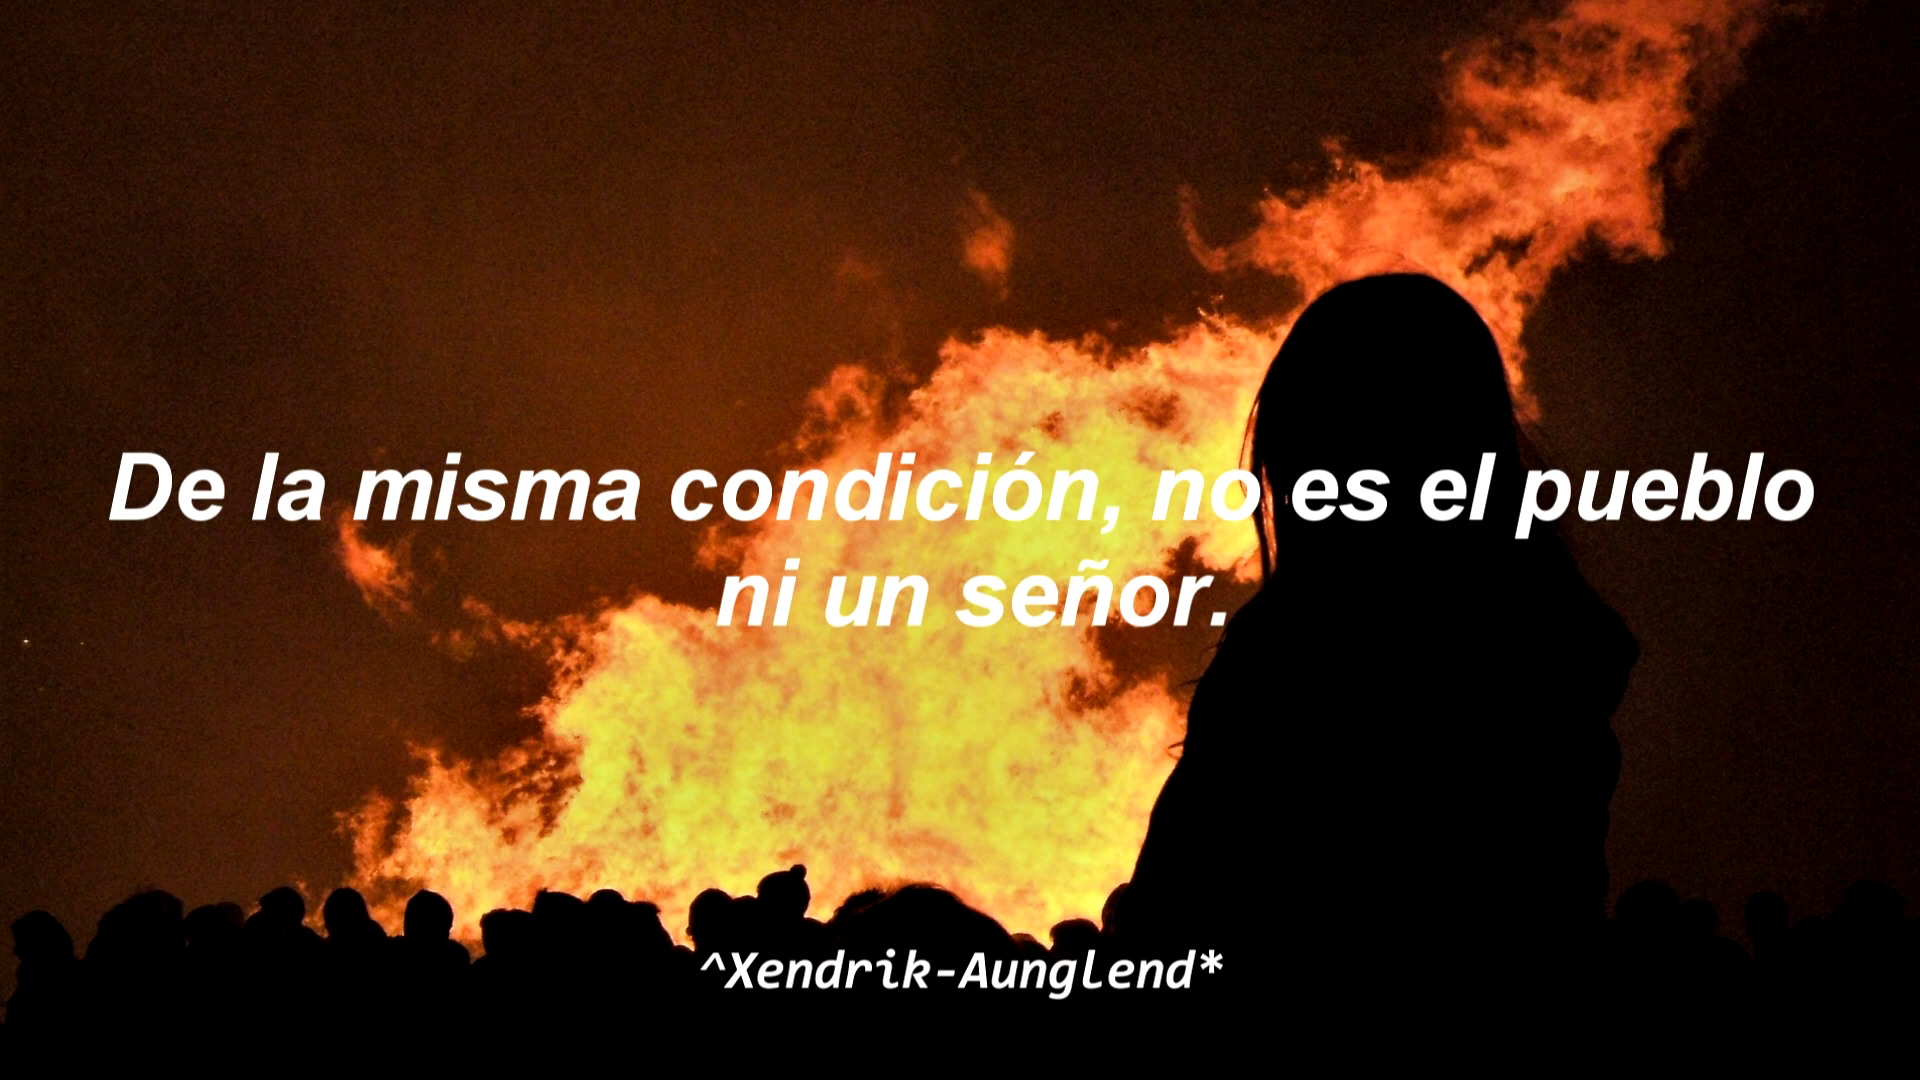 De la misma condición, no es el pueblo
ni un señor.
^Xendrik-Aunglend*